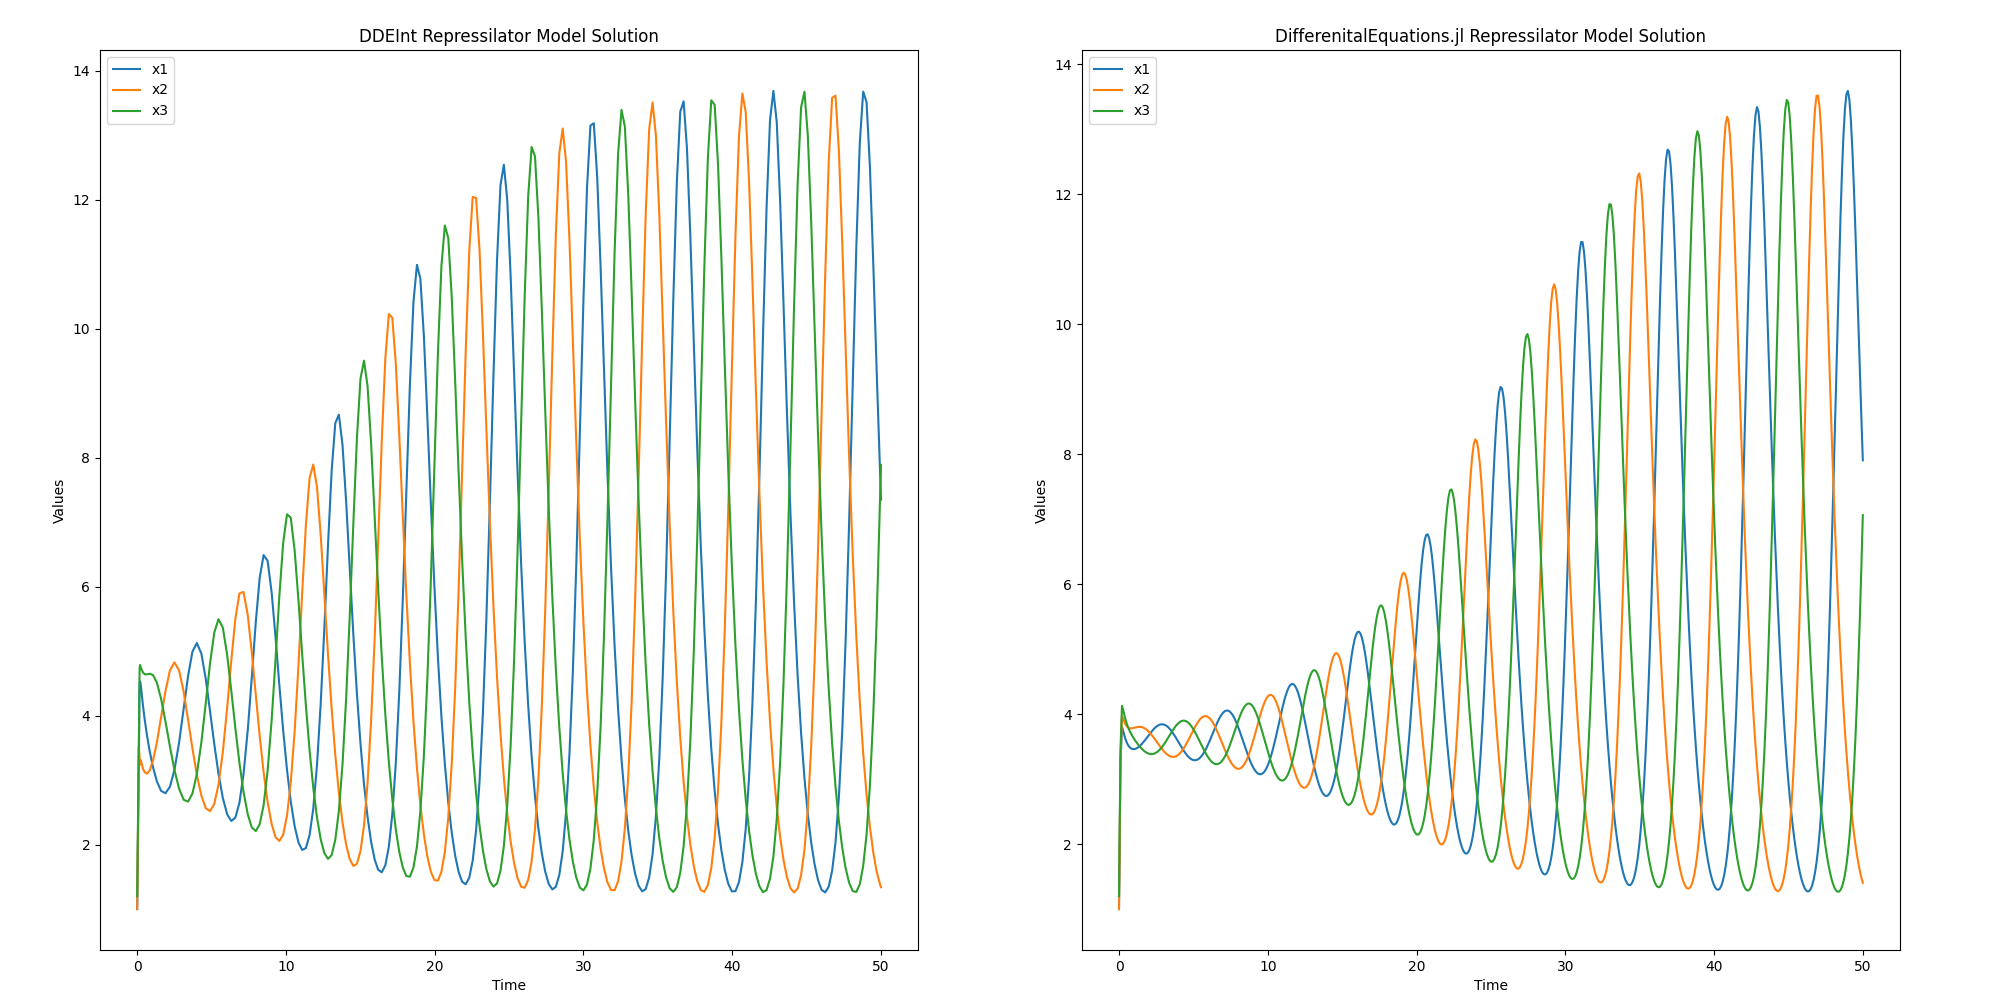 DDEInt Repressilator Model Solution
x1
x2
x3
14
12
10
8
6
4
2
Values
0 10 20 30 40 50
Time
DifferenitalEquations.jl Repressilator Model Solution
x1
x2
x3
14
12
10
8
6
4
2
Values
0 10 20 30 40 50
Time